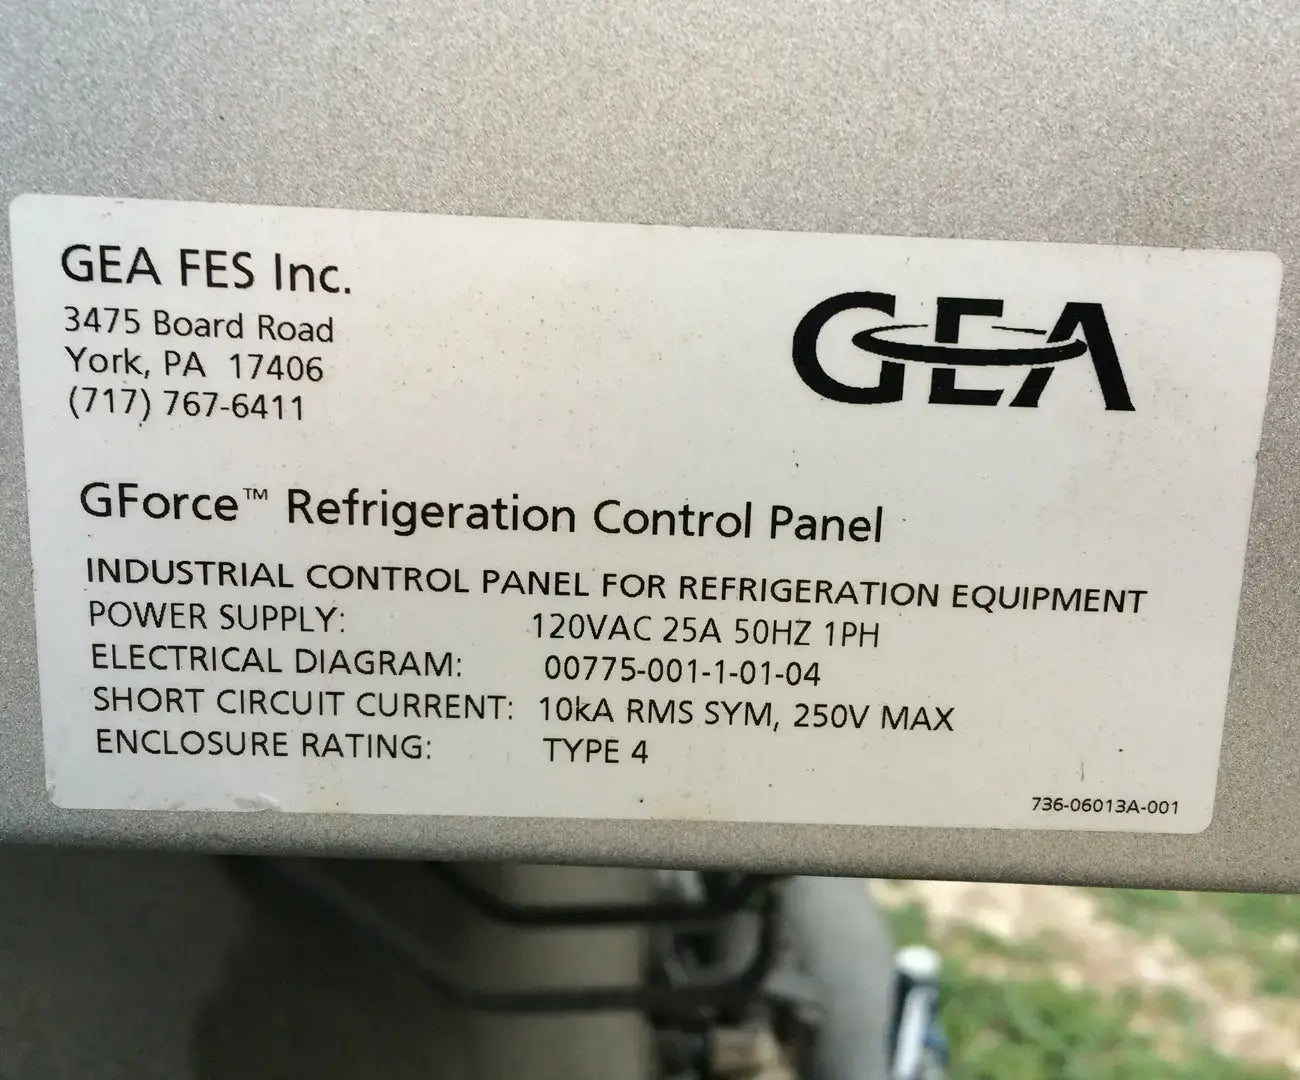 GEA FES Inc.
3475 Board Road
York, PA 17406
(717) 767-6411
GEA
GForce™ Refrigeration Control Panel
INDUSTRIAL CONTROL PANEL FOR REFRIGERATION EQUIPMENT
POWER SUPPLY: 120VAC 25A 50HZ 1PH
ELECTRICAL DIAGRAM: 00775-001-1-01-04
SHORT CIRCUIT CURRENT: 10kA RMS SYM, 250V MAX
ENCLOSURE RATING: TYPE 4
736-06013A-001